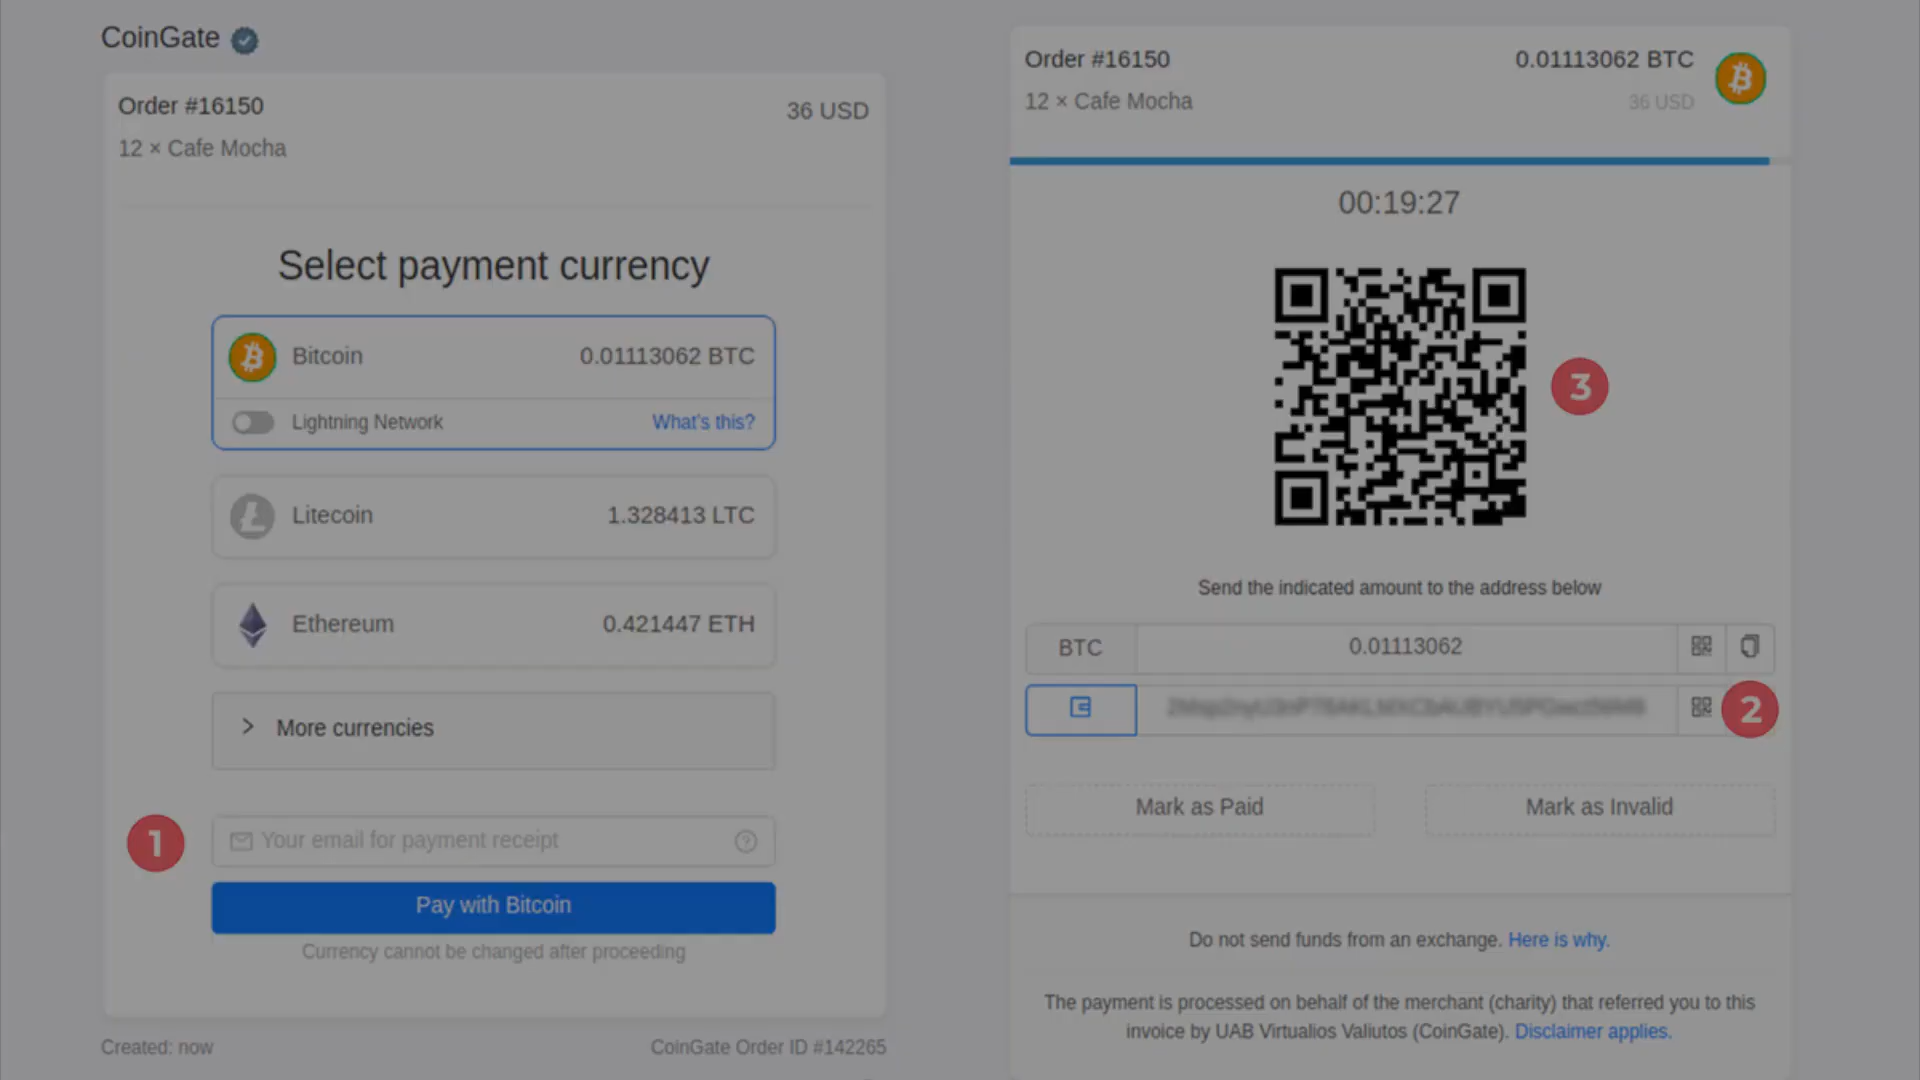 CoinGate
Order #16150
36 USD
12 × Cafe Mocha
Select payment currency
Bitcoin
0.01113062 BTC
Lightning Network
What's this?
Litecoin
1.328413 LTC
Ethereum
0.421447 ETH
More currencies
1
Your email for payment receipt
Pay with Bitcoin
Currency cannot be changed after proceeding
Created: now
CoinGate Order ID #142265
Order #16150
0.01113062 BTC
12 × Cafe Mocha
36 USD
00:19:27
3
Send the indicated amount to the address below
BTC
0.01113062
2
Mark as Paid
Mark as Invalid
Do not send funds from an exchange. Here is why.
The payment is processed on behalf of the merchant (charity) that referred you to this
invoice by UAB Virtualios Valiutos (CoinGate). Disclaimer applies.